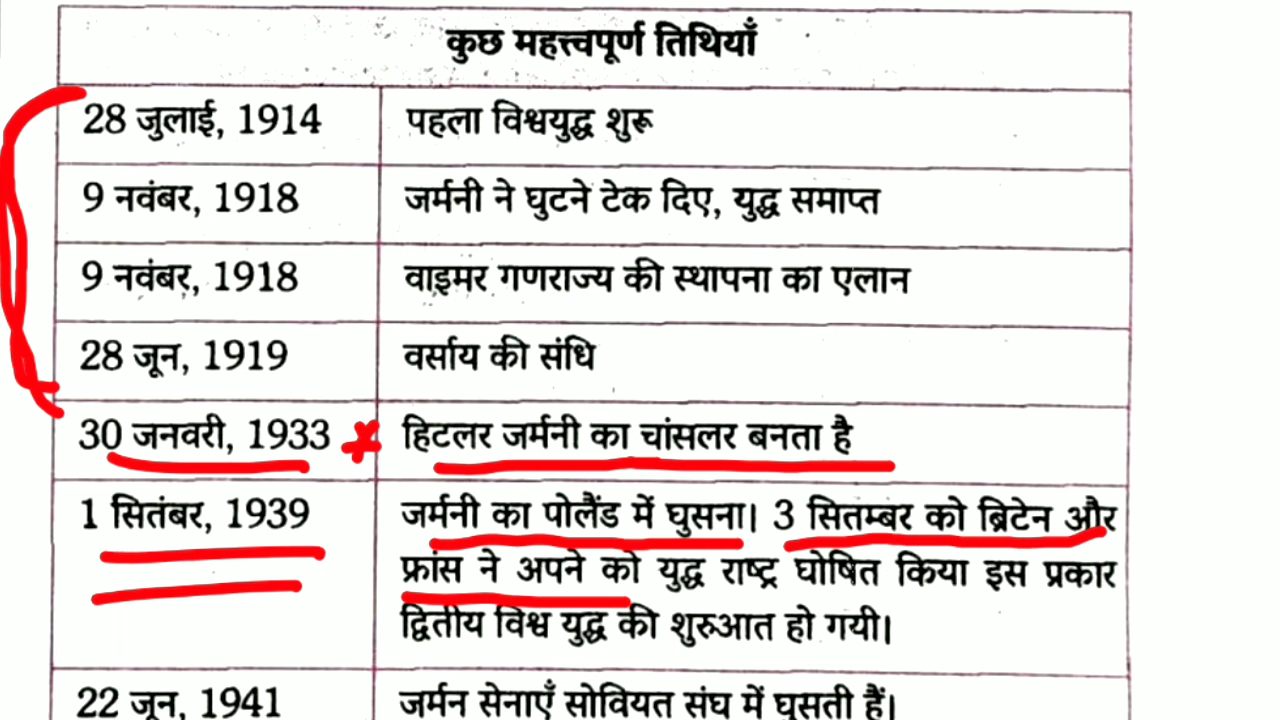 कुछ महत्त्वपूर्ण तिथियाँ
28 जुलाई, 1914 पहला विश्वयुद्ध शुरू
9 नवंबर, 1918 जर्मनी ने घुटने टेक दिए, युद्ध समाप्त
9 नवंबर, 1918 वाइमर गणराज्य की स्थापना का एलान
28 जून, 1919 वर्साय की संधि
30 जनवरी, 1933 हिटलर जर्मनी का चांसलर बनता है
1 सितंबर, 1939 जर्मनी का पोलैंड में घुसना। 3 सितम्बर को ब्रिटेन और
फ्रांस ने अपने को युद्ध राष्ट्र घोषित किया इस प्रकार
द्वितीय विश्व युद्ध की शुरुआत हो गयी।
22 जून, 1941 जर्मन सेनाएँ सोवियत संघ में घुसती हैं।